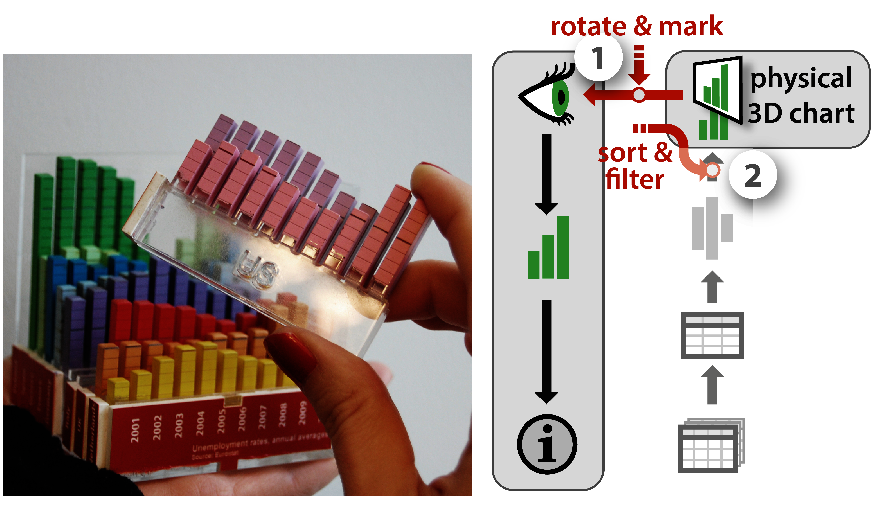 rotate & mark
1
physical
3D chart
sort &
filter
2
i
US
2001
2002
2003
2004
2005
2006
2007
2008
2009
Unemployment rates, annual averages
Source: Eurostat